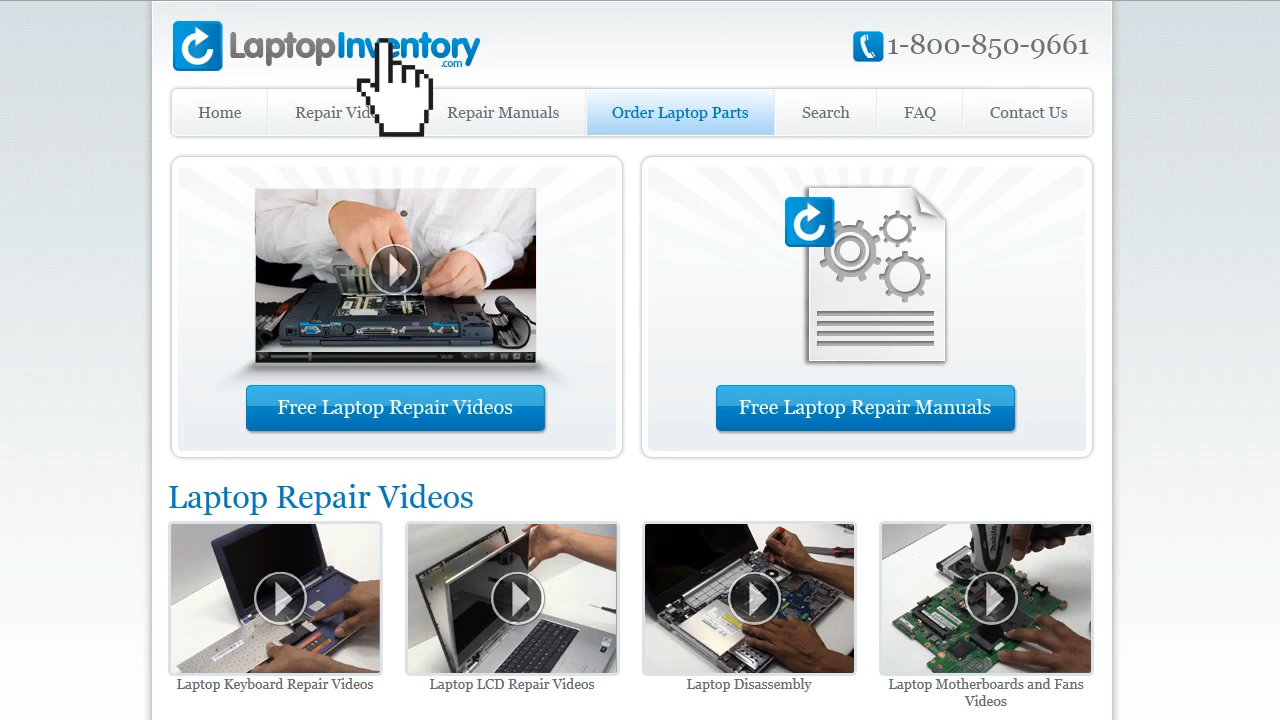 LaptopInventory
.com
1-800-850-9661
Home
Repair Vid
Repair Manuals
Order Laptop Parts
Search
FAQ
Contact Us
Free Laptop Repair Videos
Free Laptop Repair Manuals
Laptop Repair Videos
Laptop Keyboard Repair Videos
Laptop LCD Repair Videos
Laptop Disassembly
Laptop Motherboards and Fans
Videos